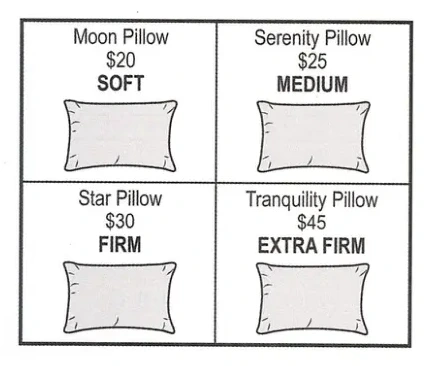 Moon Pillow
$20
SOFT
Serenity Pillow
$25
MEDIUM
Star Pillow
$30
FIRM
Tranquility Pillow
$45
EXTRA FIRM